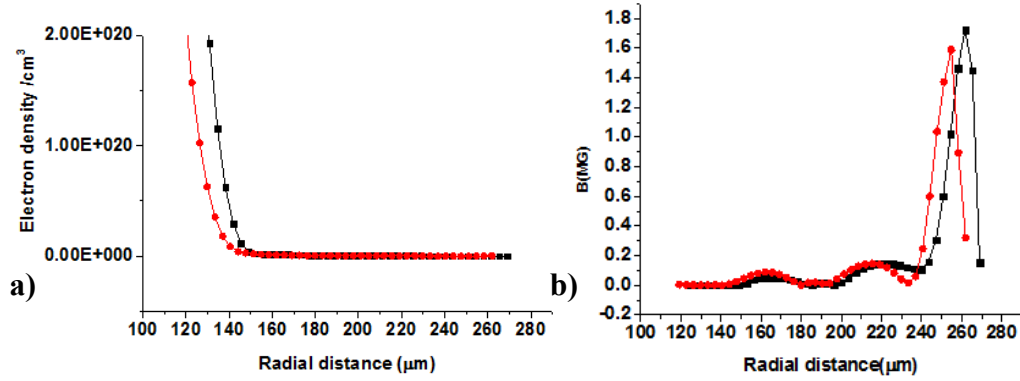 a)
Electron density /cm³
2.00E+020
1.00E+020
0.00E+000
100 120 140 160 180 200 220 240 260 280
Radial distance (μm)
b)
B(MG)
1.8
1.6
1.4
1.2
1.0
0.8
0.6
0.4
0.2
0.0
-0.2
100 120 140 160 180 200 220 240 260 280
Radial distance(μm)